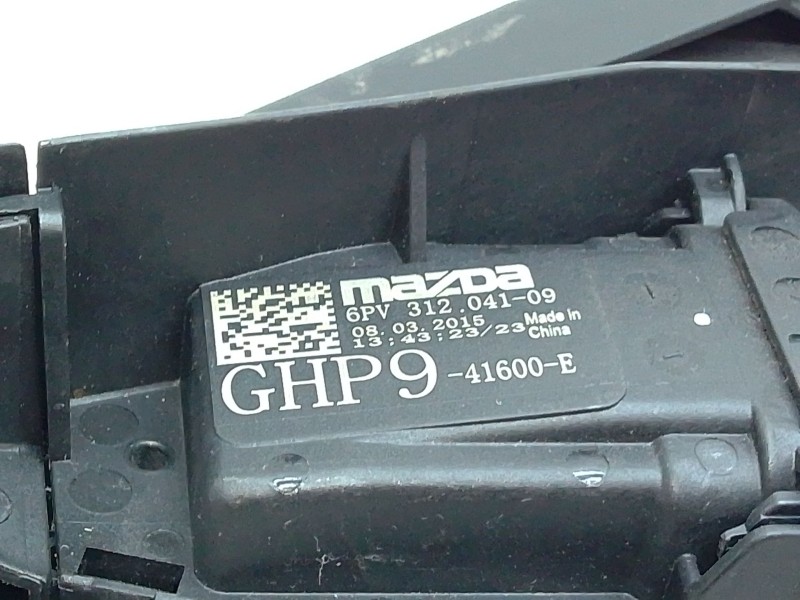 mazda
6PV 312.041-09
08.03.2015 Made in
13:43:23/23 China
GHP9-41600-E